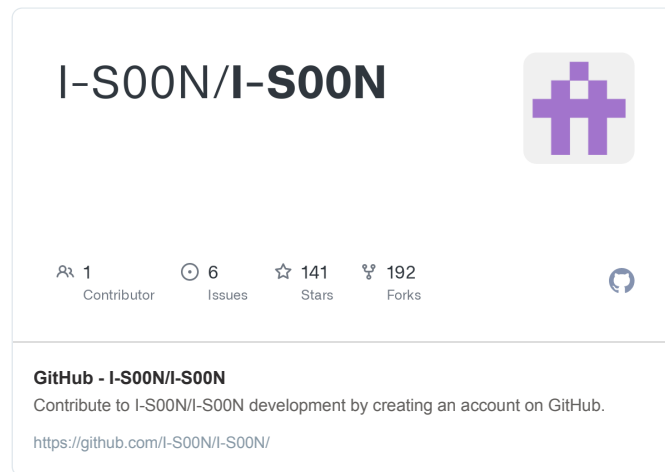 I-S00N/I-S00N
1
Contributor
6
Issues
141
Stars
192
Forks
GitHub - I-S00N/I-S00N
Contribute to I-S00N/I-S00N development by creating an account on GitHub.
https://github.com/I-S00N/I-S00N/